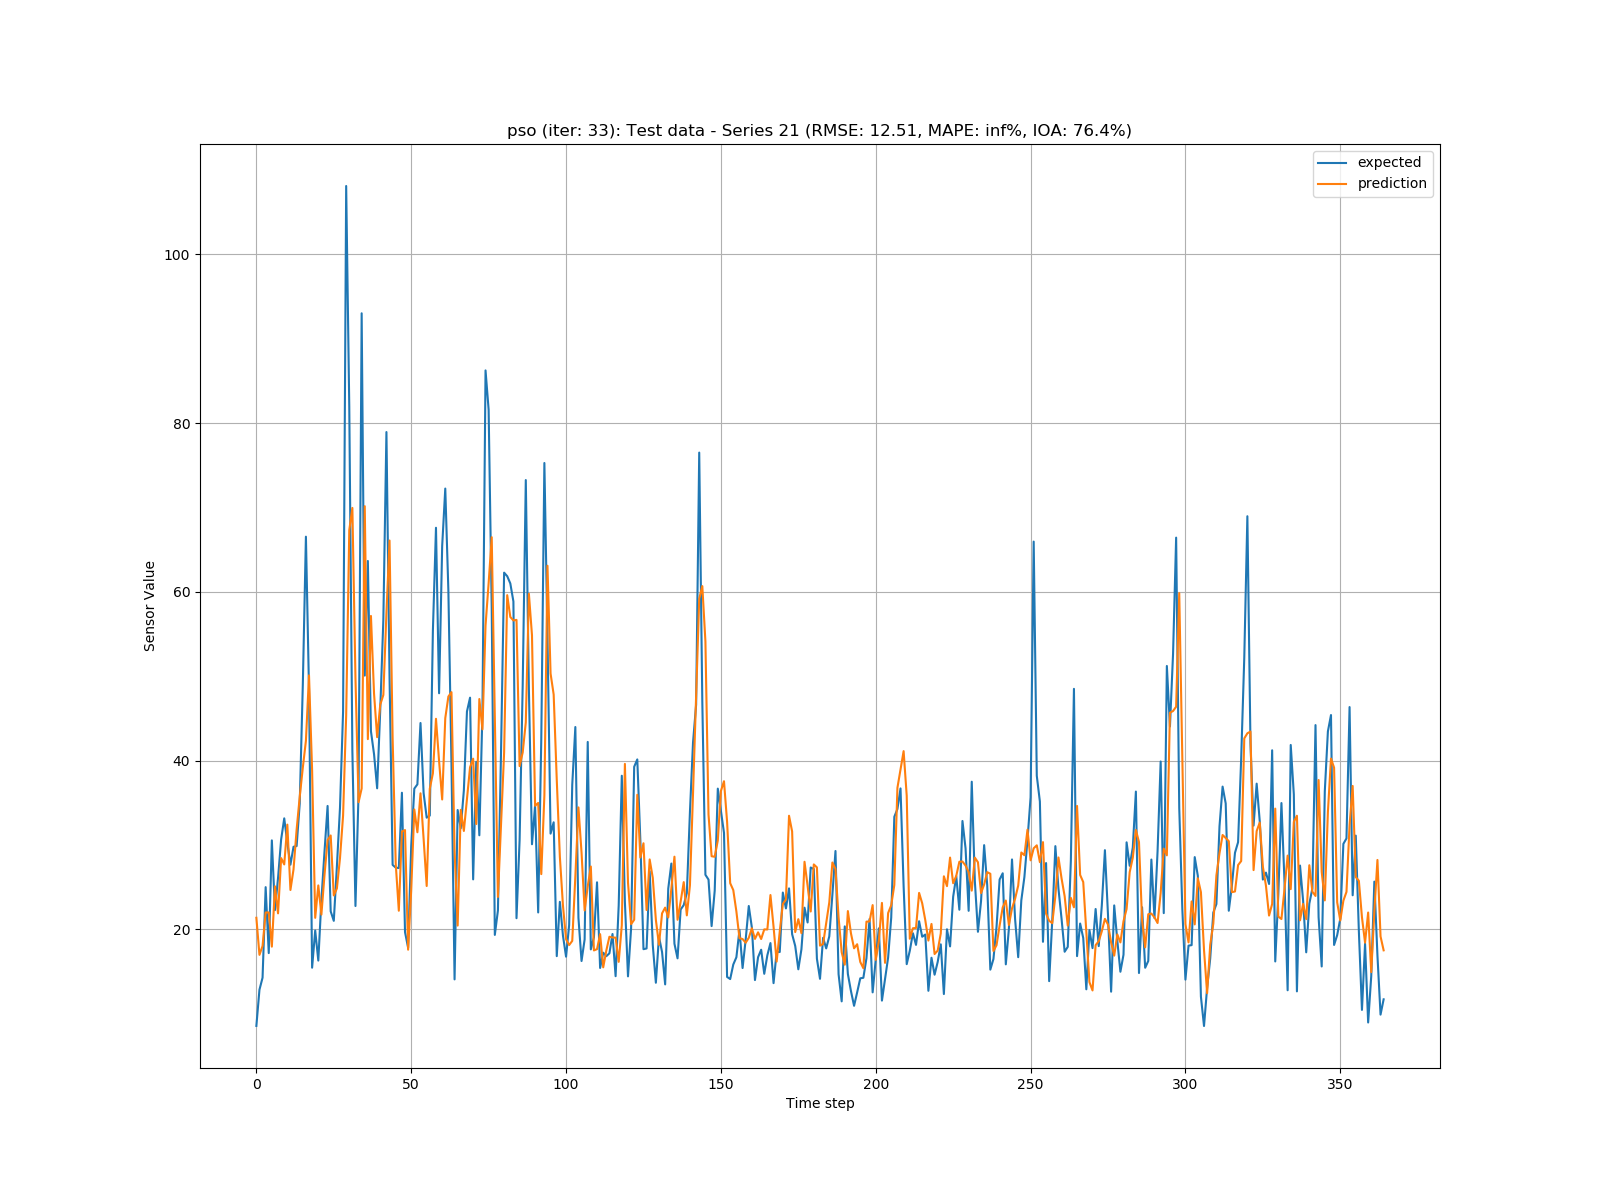 pso (iter: 33): Test data - Series 21 (RMSE: 12.51, MAPE: inf%, IOA: 76.4%)
expected
prediction
100
80
60
40
20
Sensor Value
0 50 100 150 200 250 300 350
Time step